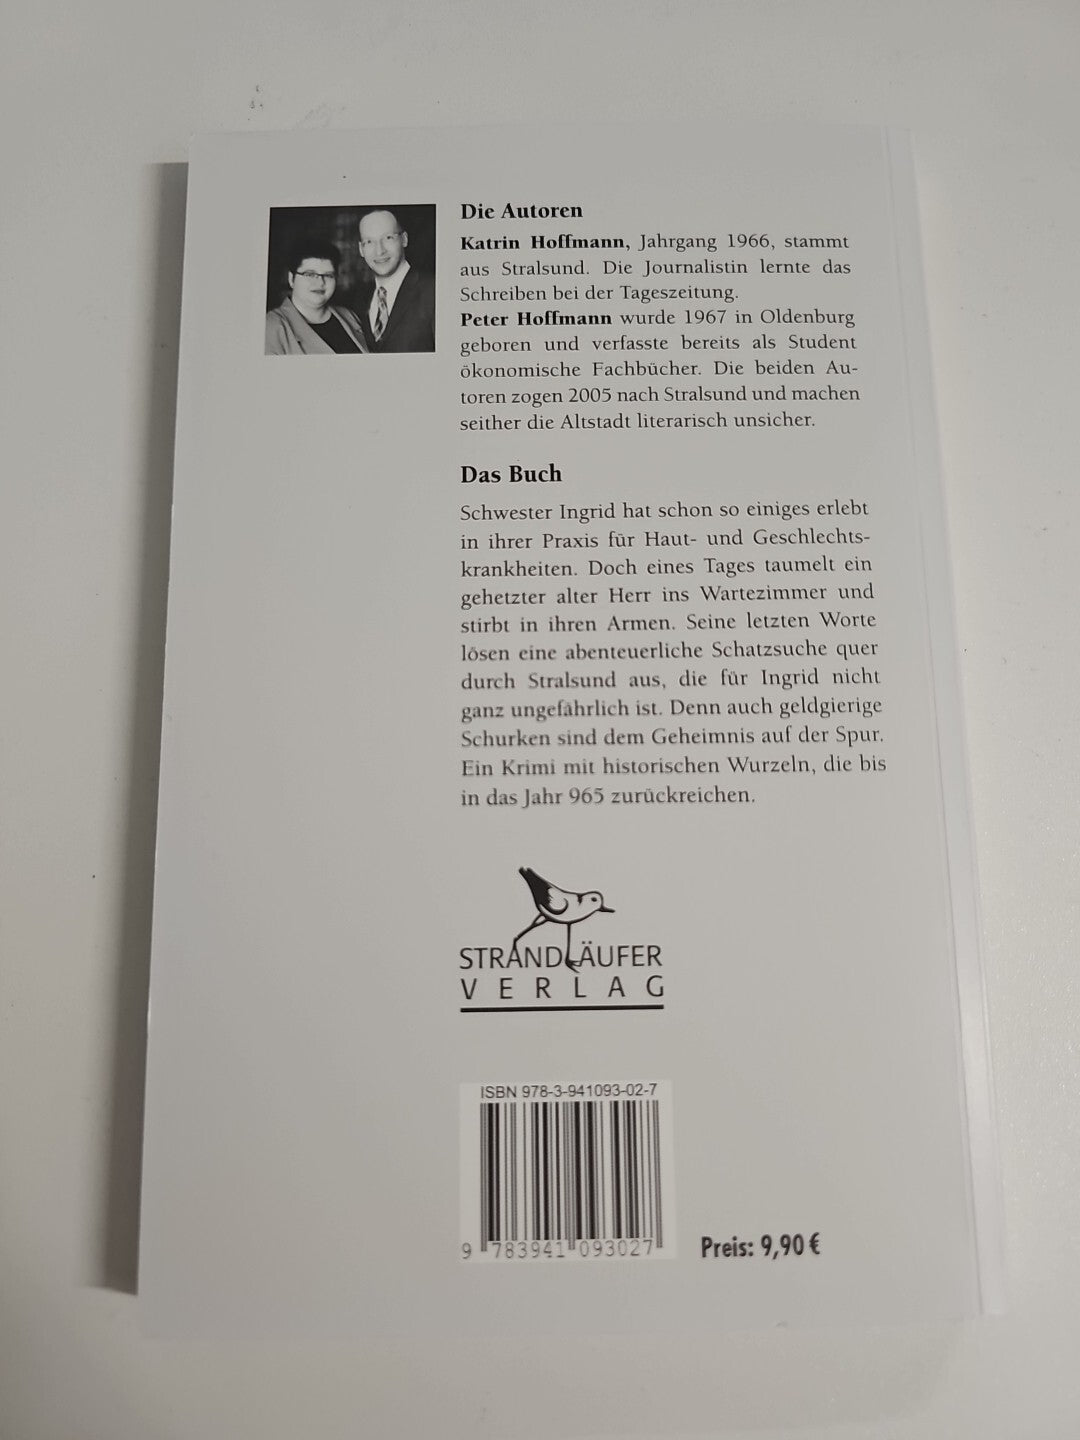 Die Autoren
Katrin Hoffmann, Jahrgang 1966, stammt
aus Stralsund. Die Journalistin lernte das
Schreiben bei der Tageszeitung.
Peter Hoffmann wurde 1967 in Oldenburg
geboren und verfasste bereits als Student
ökonomische Fachbücher. Die beiden Au-
toren zogen 2005 nach Stralsund und machen
seither die Altstadt literarisch unsicher.
Das Buch
Schwester Ingrid hat schon so einiges erlebt
in ihrer Praxis für Haut- und Geschlechts-
krankheiten. Doch eines Tages taumelt ein
gehetzter alter Herr ins Wartezimmer und
stirbt in ihren Armen. Seine letzten Worte
lösen eine abenteuerliche Schatzsuche quer
durch Stralsund aus, die für Ingrid nicht
ganz ungefährlich ist. Denn auch geldgierige
Schurken sind dem Geheimnis auf der Spur.
Ein Krimi mit historischen Wurzeln, die bis
in das Jahr 965 zurückreichen.
STRANDLÄUFER
VERLAG
ISBN 978-3-941093-02-7
9 783941 093027
Preis: 9,90 €